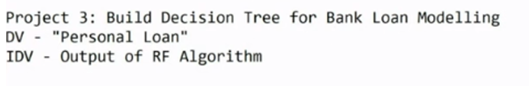 Project 3: Build Decision Tree for Bank Loan Modelling
DV - "Personal Loan"
IDV - Output of RF Algorithm